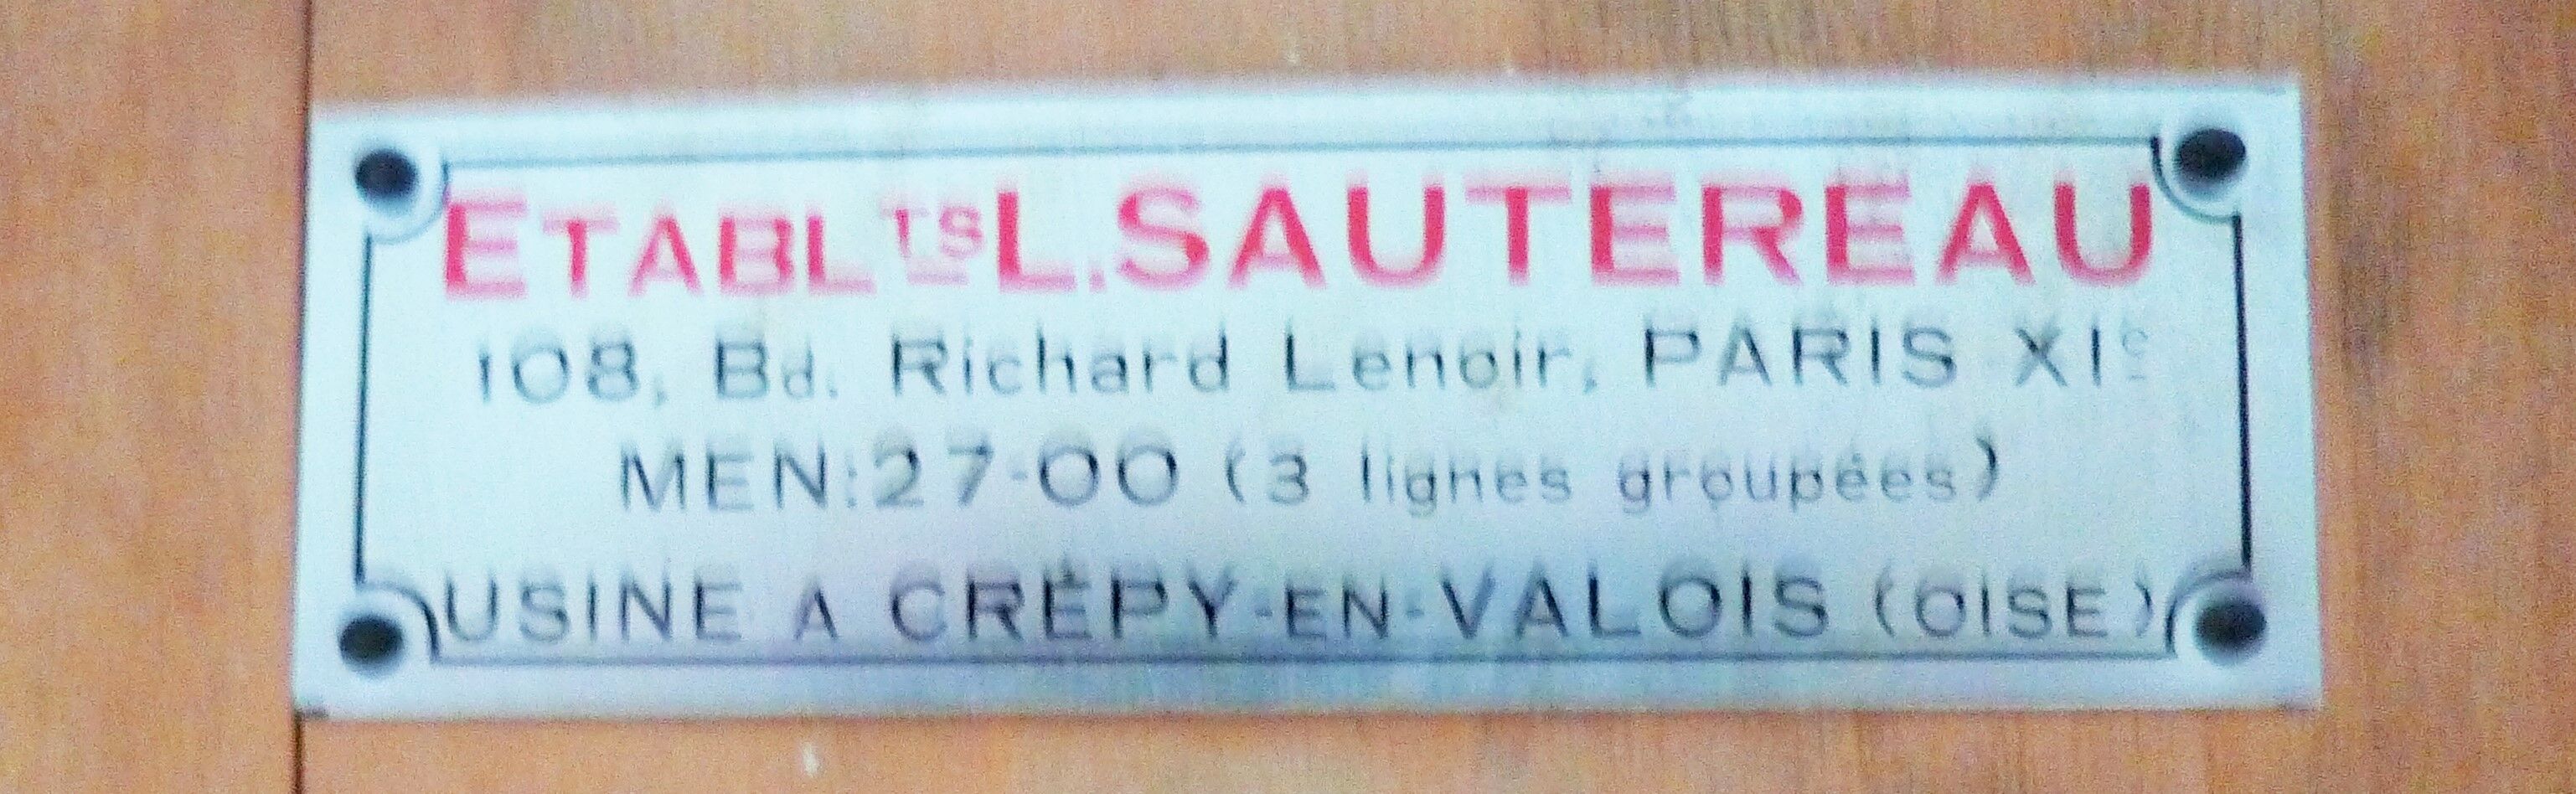 ETABLTS L. SAUTEREAU
108, Bd. Richard Lenoir, PARIS XIe
MEN:27-00 (3 lignes groupées)
USINE A CRÉPY-EN-VALOIS (OISE)